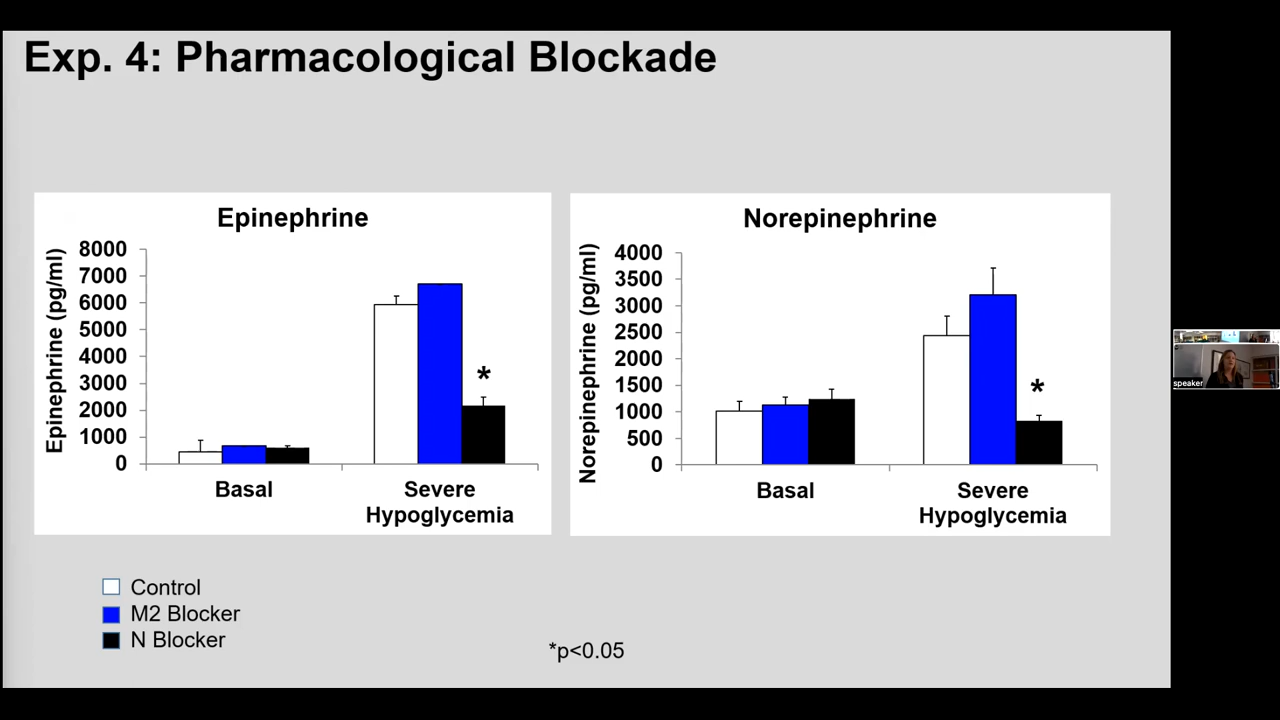 Exp. 4: Pharmacological Blockade
Epinephrine
Epinephrine (pg/ml)
8000
7000
6000
5000
4000
3000
2000
1000
0
*
Basal
Severe
Hypoglycemia
Norepinephrine
Norepinephrine (pg/ml)
4000
3500
3000
2500
2000
1500
1000
500
0
*
Basal
Severe
Hypoglycemia
Control
M2 Blocker
N Blocker
*p<0.05
speaker